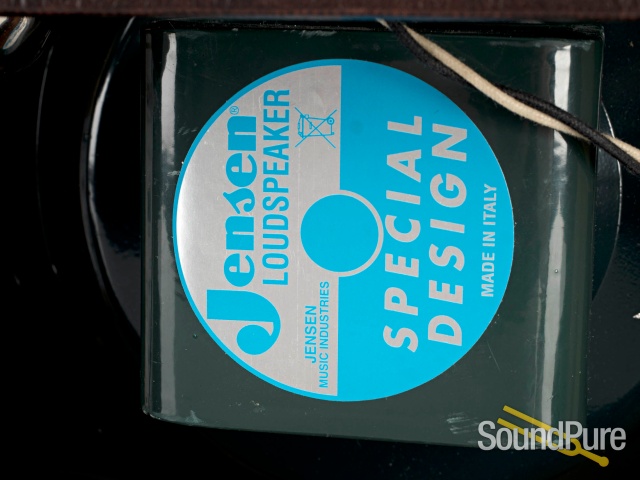 Jensen®
LOUDSPEAKER
JENSEN
MUSIC INDUSTRIES
SPECIAL
DESIGN
MADE IN ITALY
SoundPure